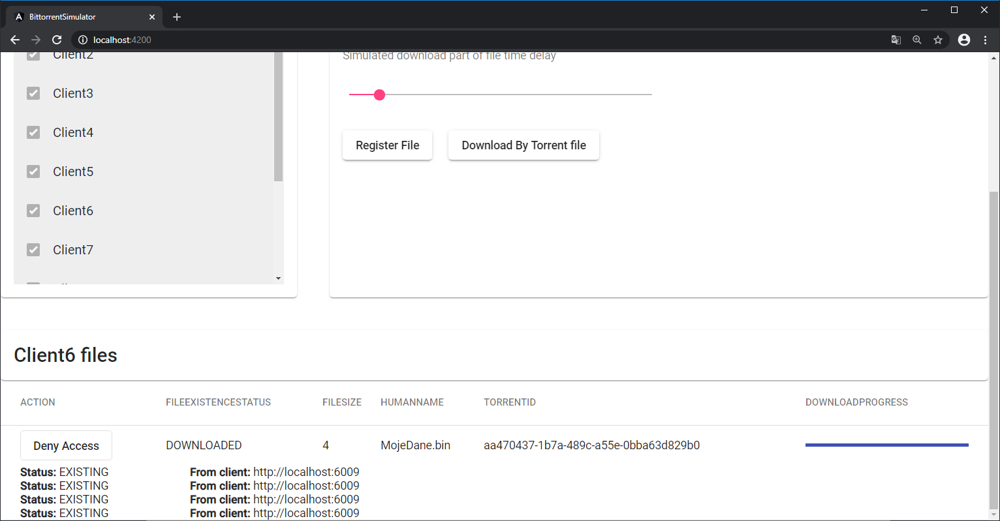 BittorrentSimulator
localhost:4200
Client2
Client3
Client4
Client5
Client6
Client7
Simulated download part of file time delay
Register File
Download By Torrent file
Client6 files
ACTION FILEEXISTENCESTATUS FILESIZE HUMANNAME TORRENTID DOWNLOADPROGRESS
Deny Access DOWNLOADED 4 MojeDane.bin aa470437-1b7a-489c-a55e-0bba63d829b0
Status: EXISTING From client: http://localhost:6009
Status: EXISTING From client: http://localhost:6009
Status: EXISTING From client: http://localhost:6009
Status: EXISTING From client: http://localhost:6009